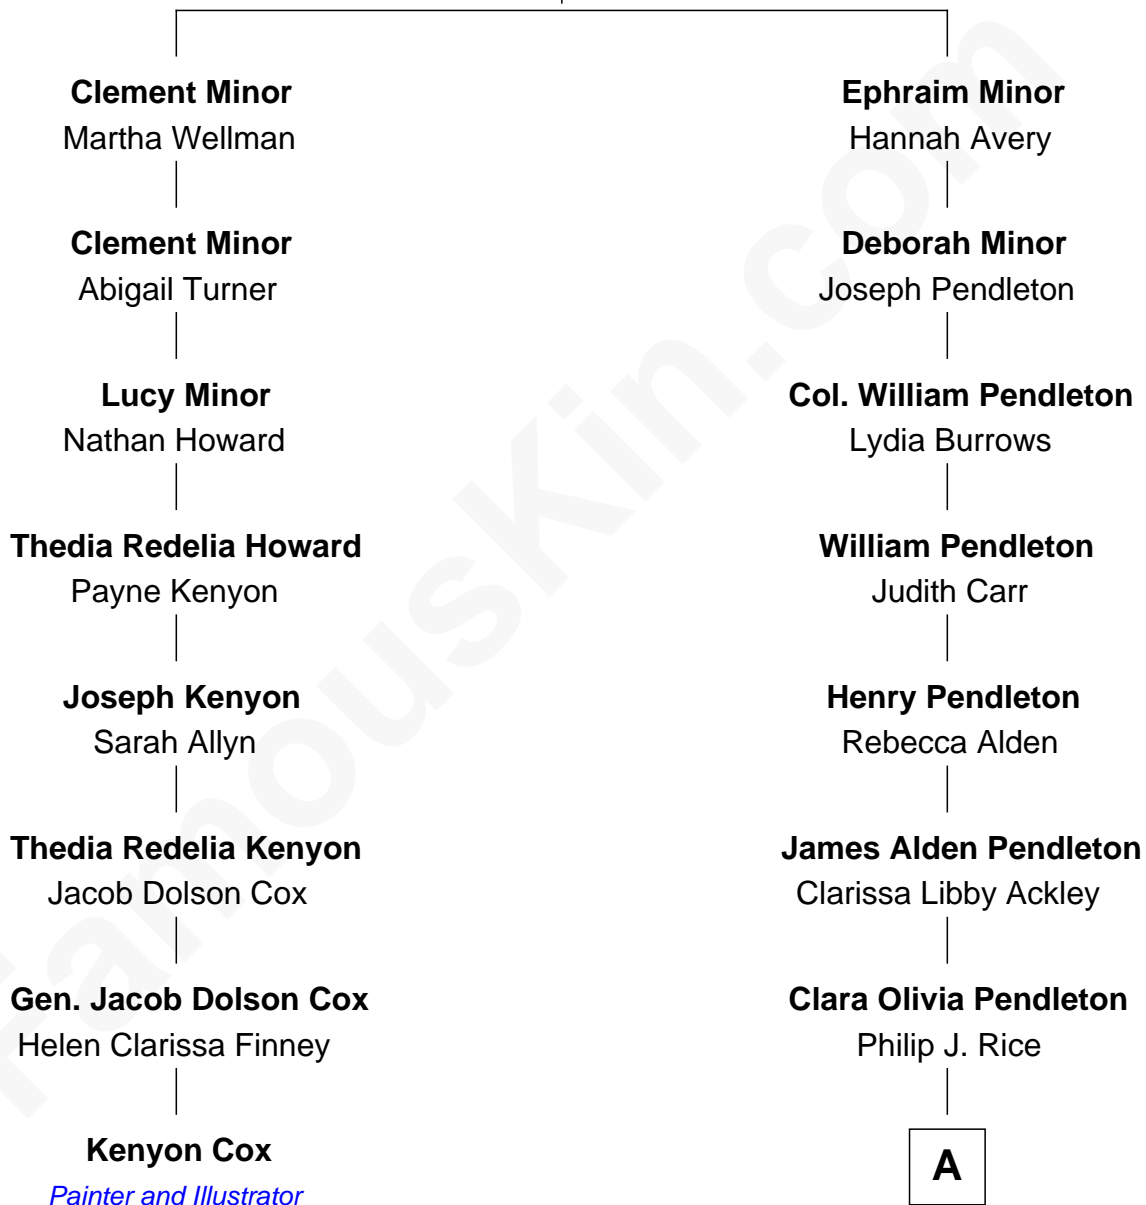 Clement Minor
Martha Wellman
Clement Minor
Abigail Turner
Lucy Minor
Nathan Howard
Thedia Redelia Howard
Payne Kenyon
Joseph Kenyon
Sarah Allyn
Thedia Redelia Kenyon
Jacob Dolson Cox
Gen. Jacob Dolson Cox
Helen Clarissa Finney
Kenyon Cox
Painter and Illustrator
Ephraim Minor
Hannah Avery
Deborah Minor
Joseph Pendleton
Col. William Pendleton
Lydia Burrows
William Pendleton
Judith Carr
Henry Pendleton
Rebecca Alden
James Alden Pendleton
Clarissa Libby Ackley
Clara Olivia Pendleton
Philip J. Rice
A
FamousKin.com